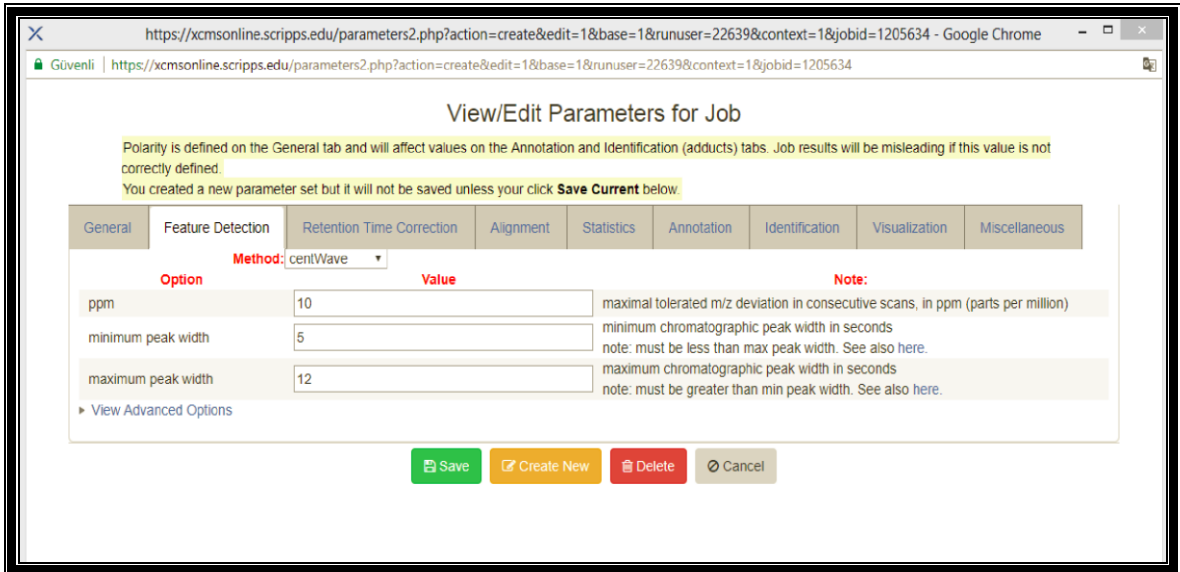 https://xcmsonline.scripps.edu/parameters2.php?action=create&edit=1&base=1&runuser=22639&context=1&jobid=1205634 - Google Chrome
Güvenli | https://xcmsonline.scripps.edu/parameters2.php?action=create&edit=1&base=1&runuser=22639&context=1&jobid=1205634
View/Edit Parameters for Job
Polarity is defined on the General tab and will affect values on the Annotation and Identification (adducts) tabs. Job results will be misleading if this value is not
correctly defined.
You created a new parameter set but it will not be saved unless your click Save Current below.
General Feature Detection Retention Time Correction Alignment Statistics Annotation Identification Visualization Miscellaneous
Method: centWave
Option Value Note:
ppm 10 maximal tolerated m/z deviation in consecutive scans, in ppm (parts per million)
minimum peak width 5 minimum chromatographic peak width in seconds
note: must be less than max peak width. See also here.
maximum peak width 12 maximum chromatographic peak width in seconds
note: must be greater than min peak width. See also here.
View Advanced Options
Save Create New Delete Cancel